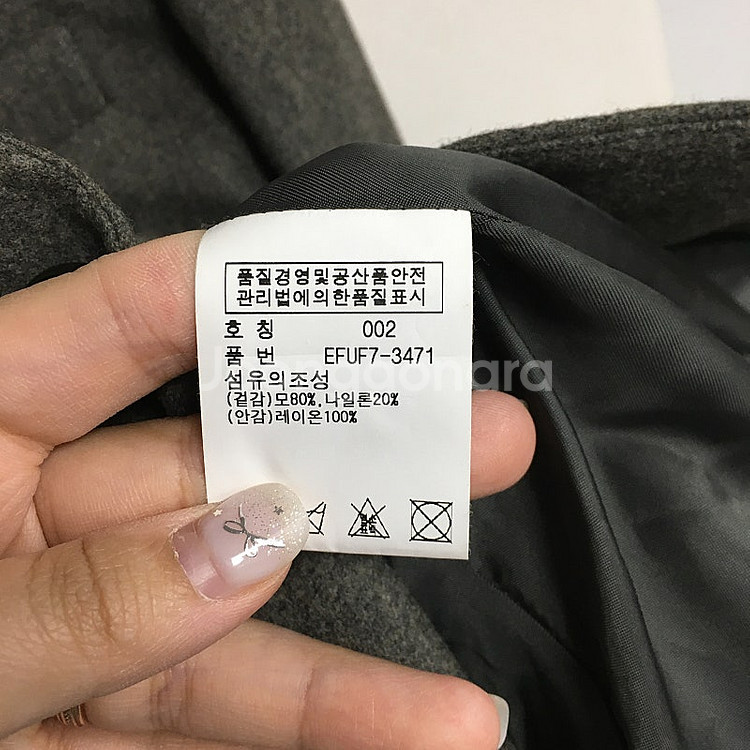 품질경영및공산품안전
관리법에의한품질표시
호 칭 002
품 번 EFUF7-3471
섬유의조성
(겉감)모80%,나일론20%
(안감)레이온100%